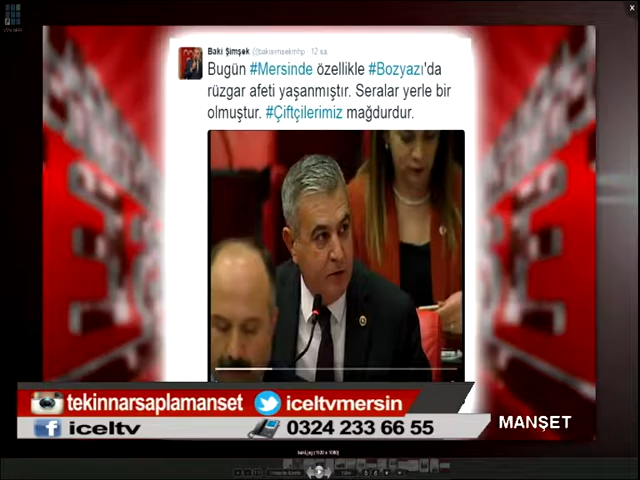 Baki Şimşek @bakisimsekmhp · 12 sa
Bugün #Mersinde özellikle #Bozyazı'da
rüzgar afeti yaşanmıştır. Seralar yerle bir
olmuştur. #Çiftçilerimiz mağdurdur.
tekinnarsaplamanset iceltvmersin
iceltv 0324 233 66 55
MANŞET